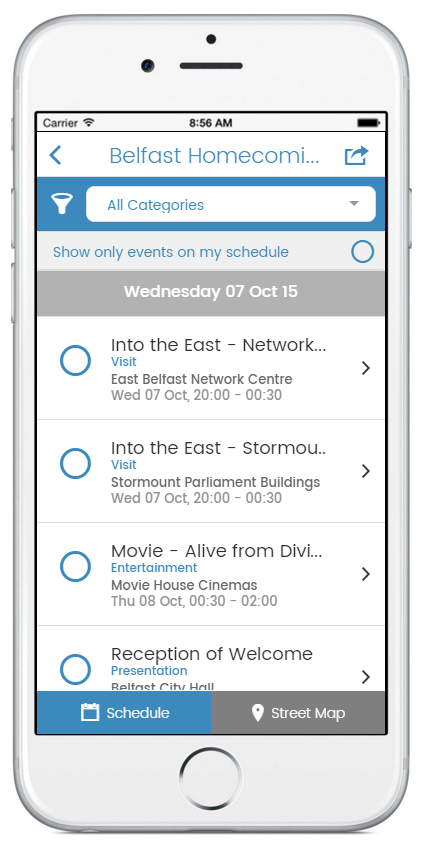 Carrier 8:56 AM
Belfast Homecomi...
All Categories
Show only events on my schedule
Wednesday 07 Oct 15
Into the East - Network...
Visit
East Belfast Network Centre
Wed 07 Oct, 20:00 - 00:30
Into the East - Stormou..
Visit
Stormount Parliament Buildings
Wed 07 Oct, 20:00 - 00:30
Movie - Alive from Divi...
Entertainment
Movie House Cinemas
Thu 08 Oct, 00:30 - 02:00
Reception of Welcome
Presentation
Belfast City Hall
Schedule Street Map